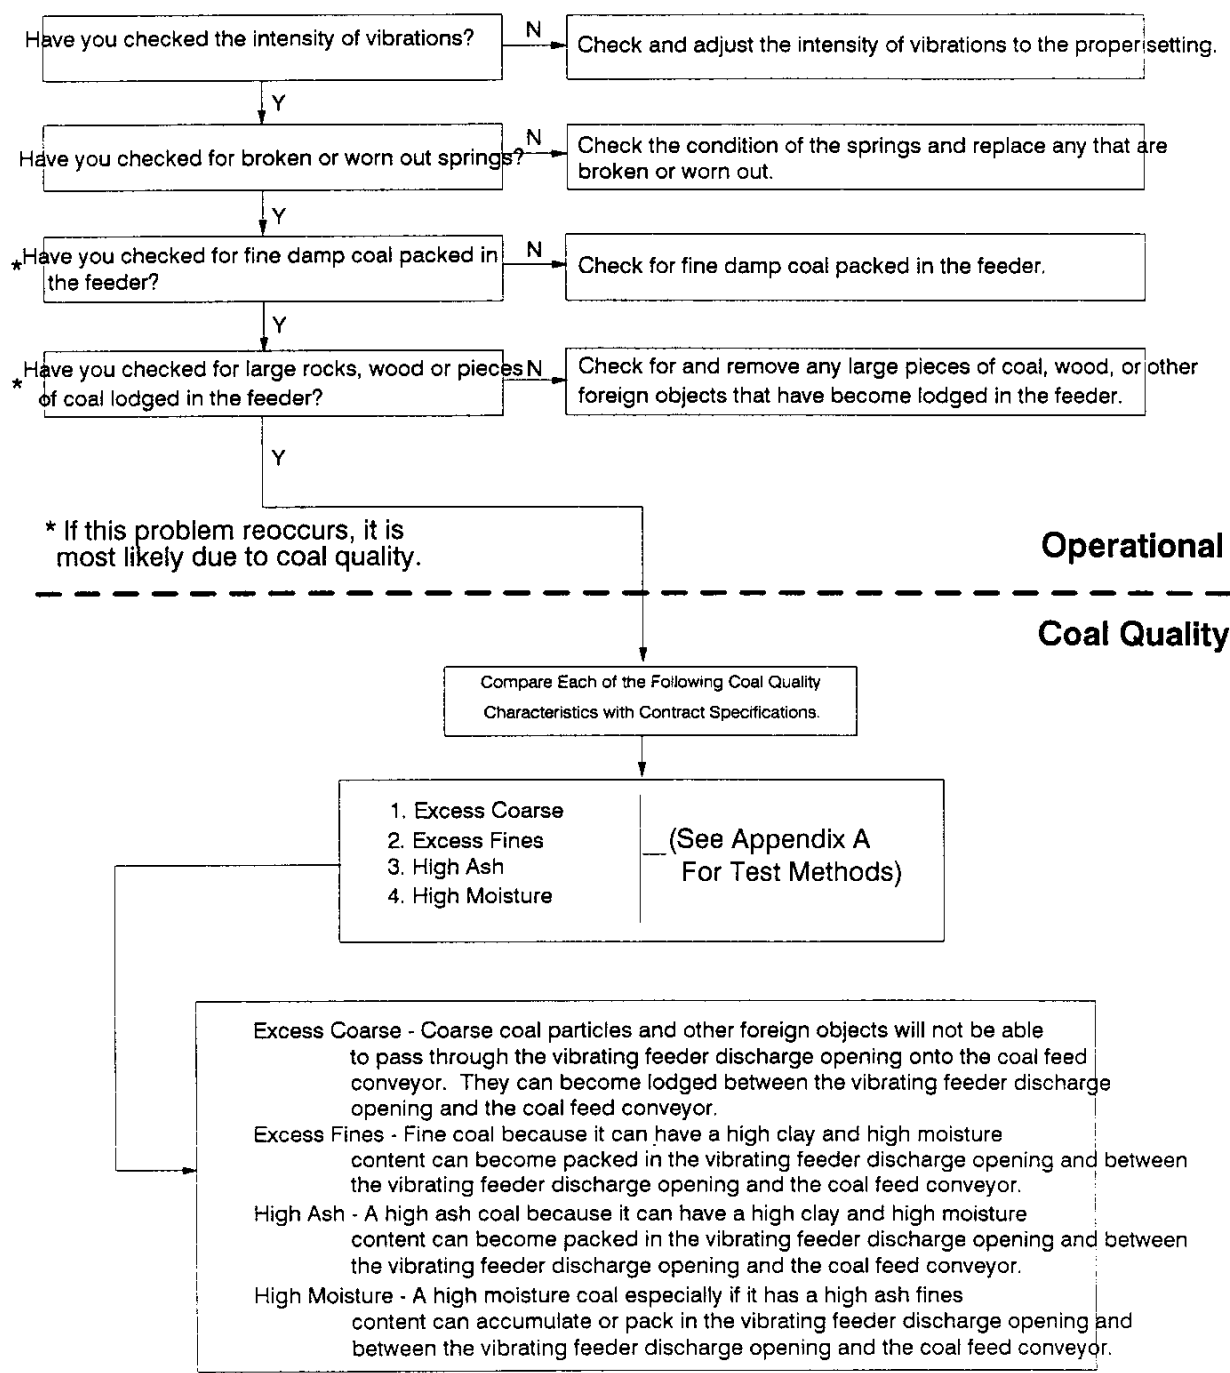 Have you checked the intensity of vibrations?
N
Check and adjust the intensity of vibrations to the proper setting.
Y
Have you checked for broken or worn out springs?
N
Check the condition of the springs and replace any that are
broken or worn out.
Y
*Have you checked for fine damp coal packed in
the feeder?
N
Check for fine damp coal packed in the feeder.
Y
*Have you checked for large rocks, wood or pieces
of coal lodged in the feeder?
N
Check for and remove any large pieces of coal, wood, or other
foreign objects that have become lodged in the feeder.
Y
* If this problem reoccurs, it is
most likely due to coal quality.
Operational
Coal Quality
Compare Each of the Following Coal Quality
Characteristics with Contract Specifications.
1. Excess Coarse
2. Excess Fines
3. High Ash
4. High Moisture
(See Appendix A
For Test Methods)
Excess Coarse - Coarse coal particles and other foreign objects will not be able
to pass through the vibrating feeder discharge opening onto the coal feed
conveyor. They can become lodged between the vibrating feeder discharge
opening and the coal feed conveyor.
Excess Fines - Fine coal because it can have a high clay and high moisture
content can become packed in the vibrating feeder discharge opening and between
the vibrating feeder discharge opening and the coal feed conveyor.
High Ash - A high ash coal because it can have a high clay and high moisture
content can become packed in the vibrating feeder discharge opening and between
the vibrating feeder discharge opening and the coal feed conveyor.
High Moisture - A high moisture coal especially if it has a high ash fines
content can accumulate or pack in the vibrating feeder discharge opening and
between the vibrating feeder discharge opening and the coal feed conveyor.